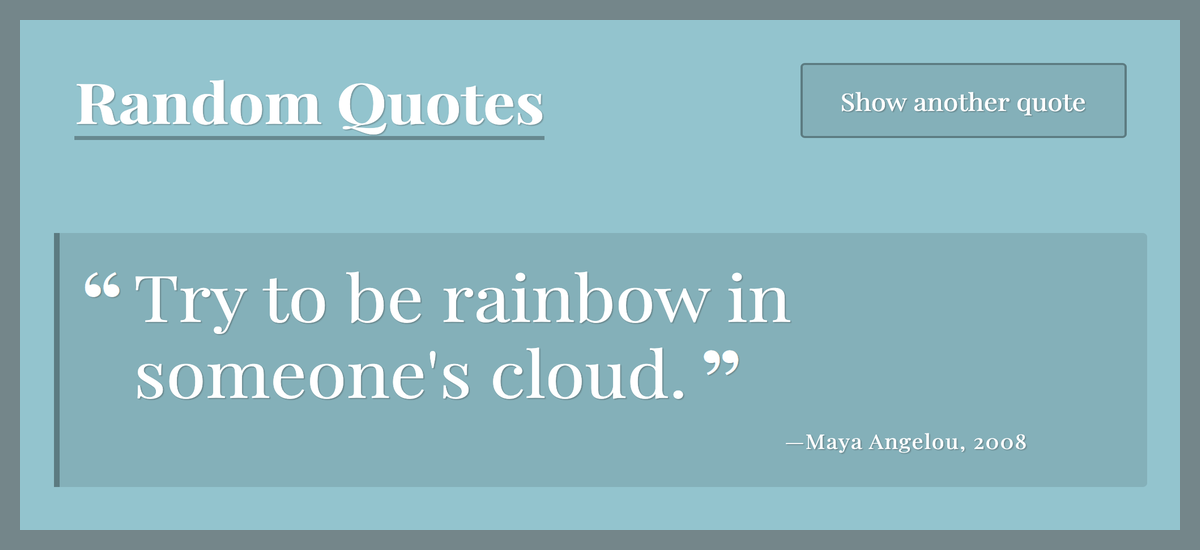 Random Quotes
Show another quote
“ Try to be rainbow in
someone's cloud. ”
—Maya Angelou, 2008